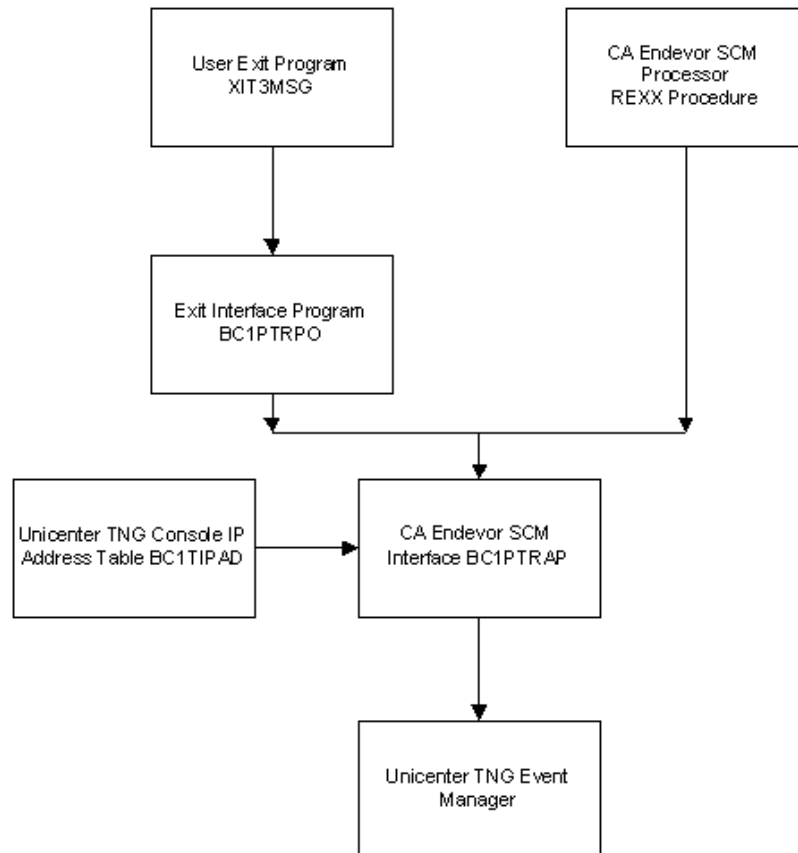 User Exit Program
XIT3MSG
CA Endevor SCM
Processor
REXX Procedure
Exit Interface Program
BC1PTRPO
Unicenter TNG Console IP
Address Table BC1TIPAD
CA Endevor SCM
Interface BC1PTRAP
Unicenter TNG Event
Manager